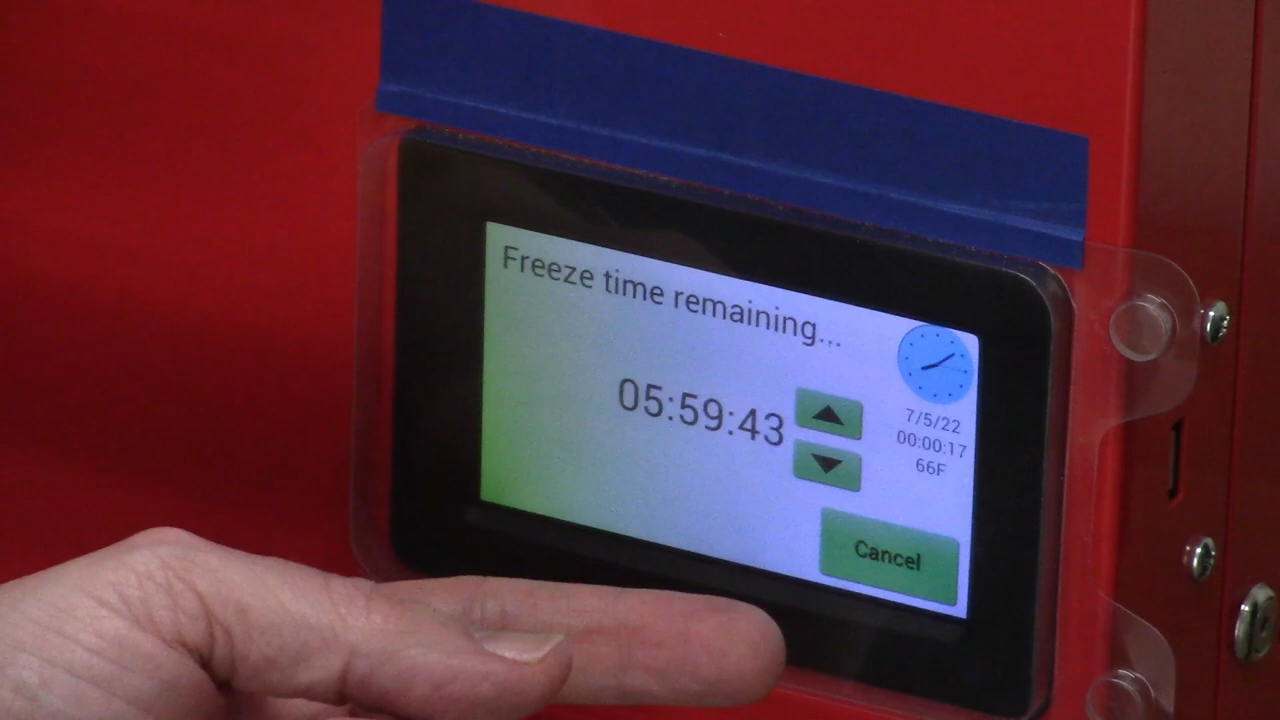 Freeze time remaining...
05:59:43
7/5/22
00:00:17
66F
Cancel